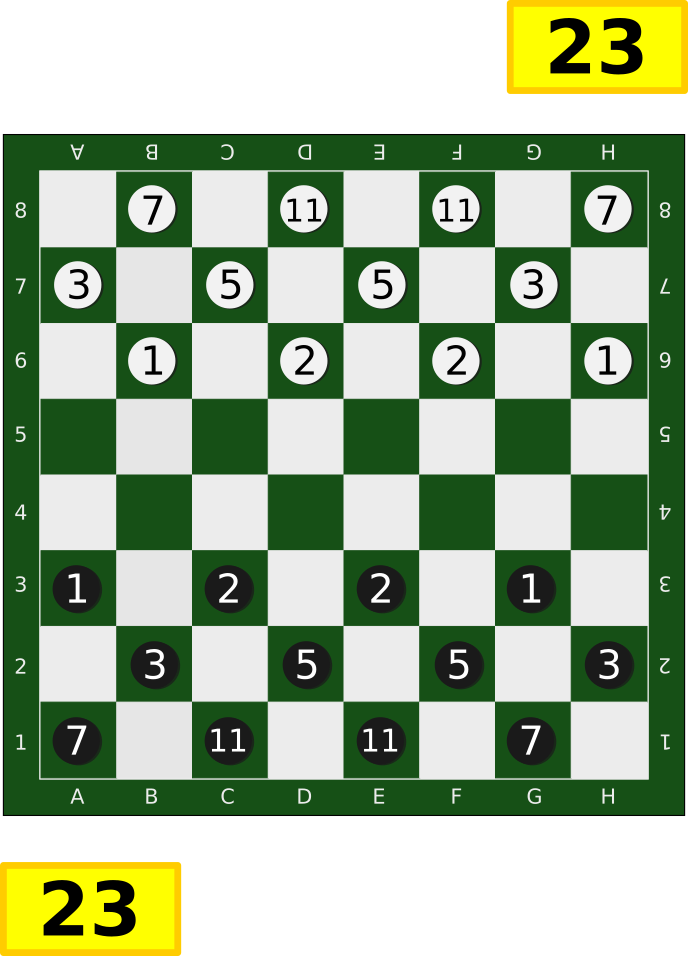 23
A B C D E F G H
8 7 11 11 7 8
7 3 5 5 3 7
6 1 2 2 1 6
5 5
4 4
3 1 2 2 1 3
2 3 5 5 3 2
1 7 11 11 7 1
A B C D E F G H
23